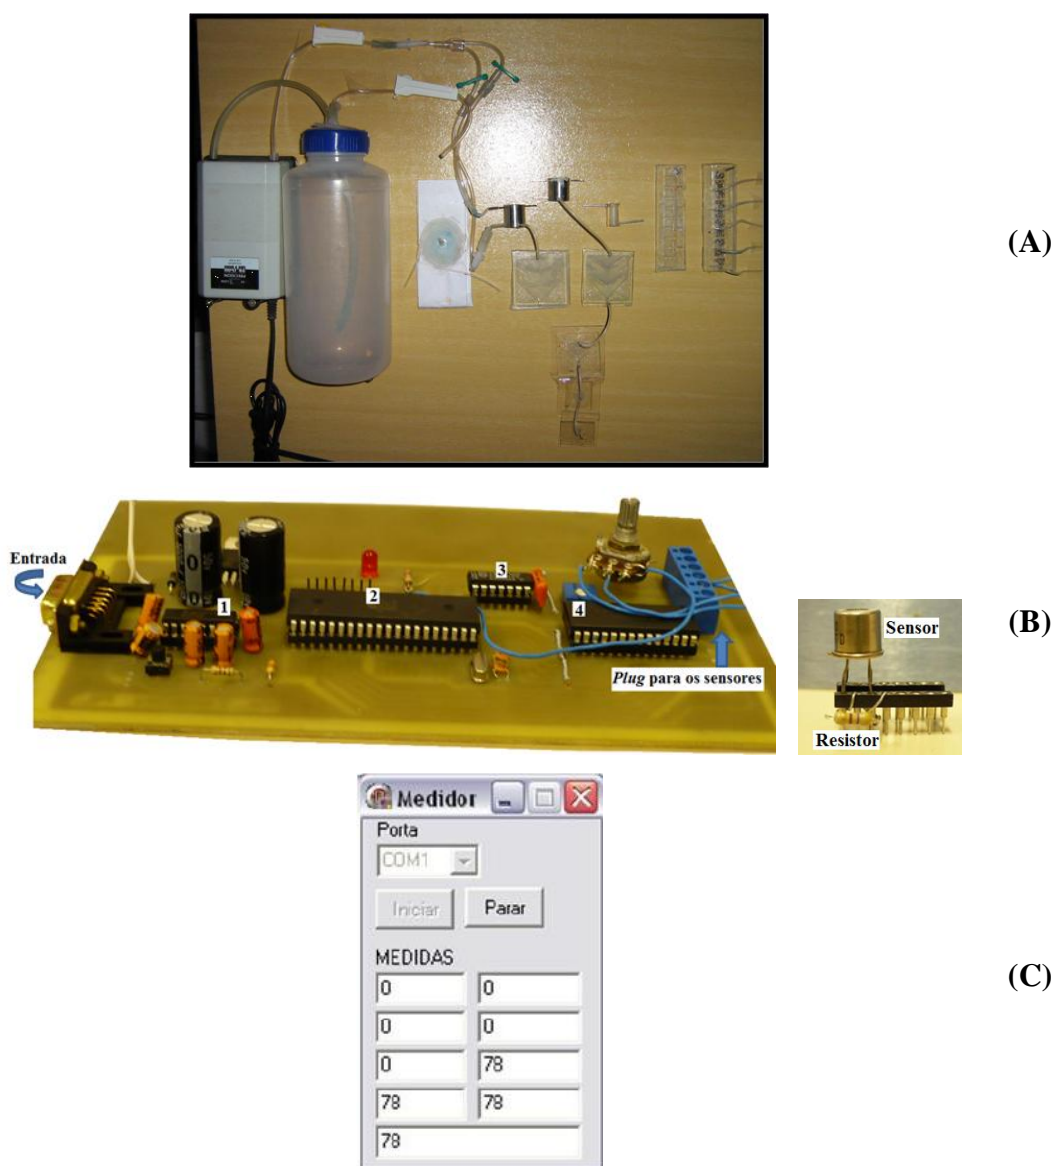 (A)
Entrada
1
2
3
4
Plug para os sensores
Sensor
Resistor
(B)
Medidor
Porta
COM1
Iniciar
Parar
MEDIDAS
0 0
0 0
0 78
78 78
78
(C)